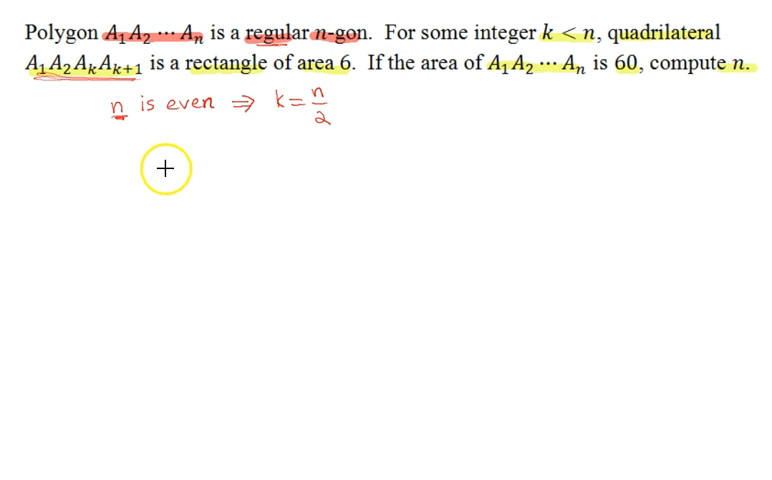 Polygon A₁A₂ ⋯ Aₙ is a regular n-gon. For some integer k < n, quadrilateral
A₁A₂AₖAₖ₊₁ is a rectangle of area 6. If the area of A₁A₂ ⋯ Aₙ is 60, compute n.
n is even ⇒ k = n/2